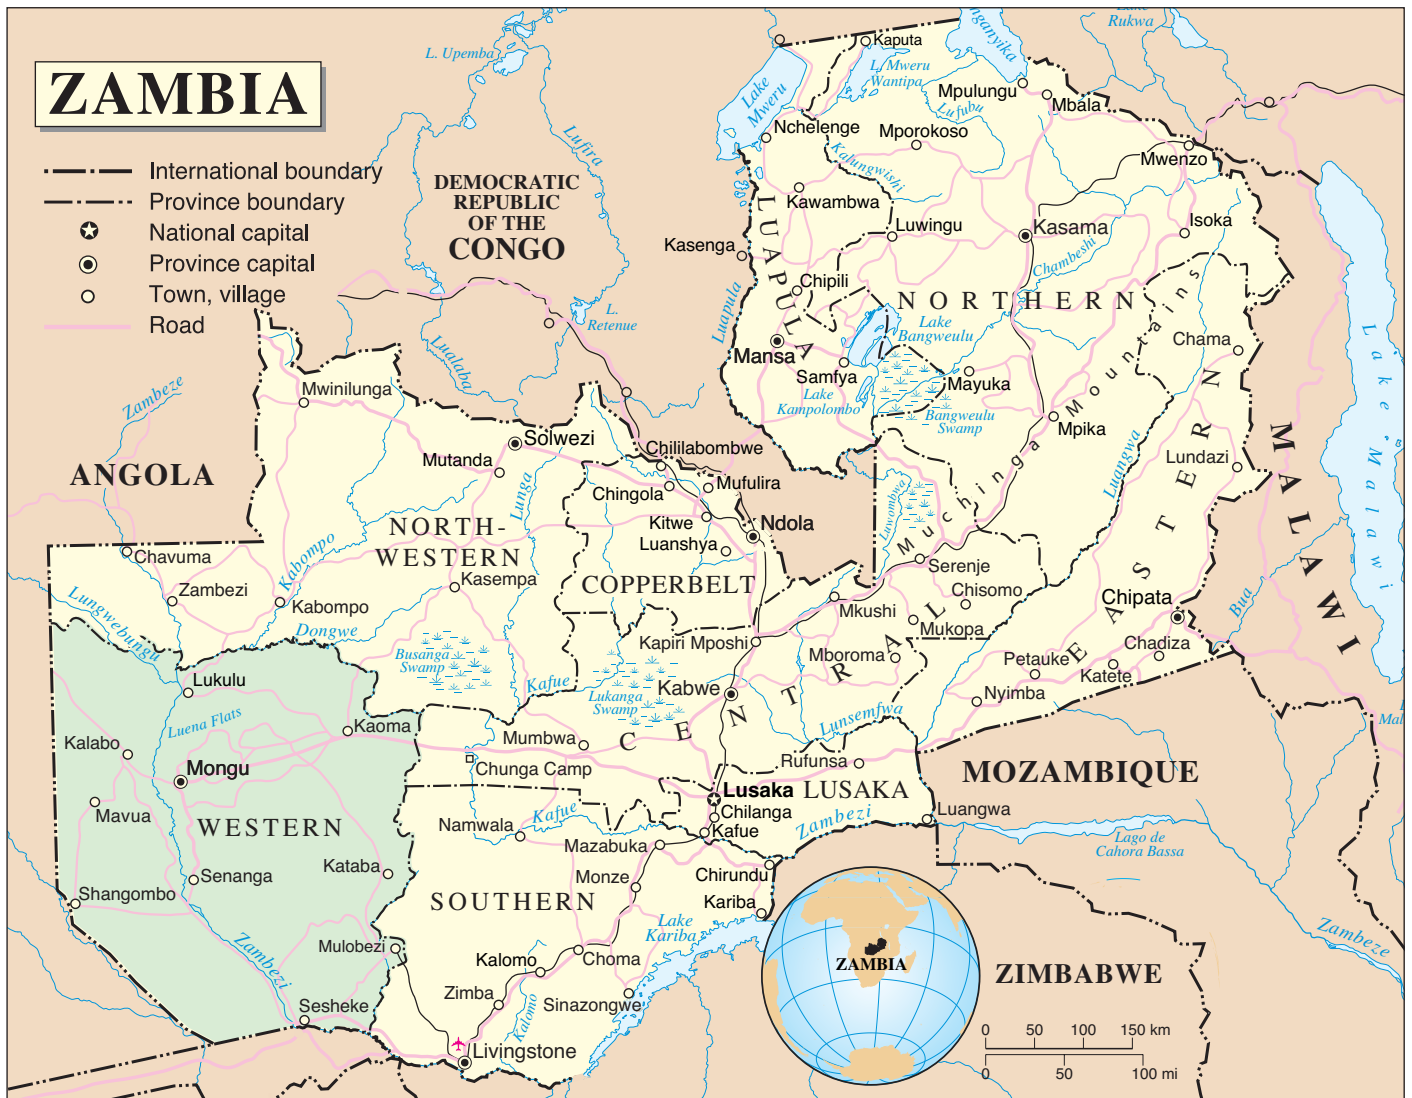 ZAMBIA
International boundary
Province boundary
National capital
Province capital
Town, village
Road
L. Upemba
Lufira
DEMOCRATIC
REPUBLIC
OF THE
CONGO
L.
Retenue
Lualaba
Zambeze
ANGOLA
Kaputa
L. Mweru
Wantipa
Lake
Mweru
Rukwa
Mpulungu
Mbala
Lufubu
Nchelenge
Mporokoso
Kalungwishi
Mwenzo
Kawambwa
LUAPULA
Luwingu
Kasama
Isoka
Kasenga
Chambeshi
Chipili
NORTHERN
Luapula
Lake
Bangweulu
Mansa
Samfya
Mayuka
Lake
Kampolombo
Bangweulu
Swamp
Chama
Mpika
Muchinga Mountains
Luangwa
Lundazi
EASTERN
MALAWI
Lake Malawi
Mwinilunga
Solwezi
Mutanda
Lunga
Chililabombwe
Chingola
Mufulira
Kitwe
Luanshya
Ndola
Luwombwa
NORTH-
WESTERN
COPPERBELT
Chavuma
Zambezi
Kabompo
Kabompo
Kasempa
Lungwebungu
Dongwe
Busanga
Swamp
Serenje
Chisomo
Mkushi
Mukopa
Kapiri Mposhi
Mboroma
Chipata
Chadiza
Petauke
Katete
Nyimba
Bua
Lukulu
Luena Flats
Kaoma
Kafue
Lukanga
Swamp
Kabwe
CENTRAL
Lunsemfwa
Kalabo
Mongu
Mumbwa
Chunga Camp
Rufunsa
Mavua
WESTERN
Lusaka
LUSAKA
Chilanga
Kafue
Kafue
Namwala
Mazabuka
Zambezi
Luangwa
MOZAMBIQUE
Lago de
Cahora Bassa
Kataba
Senanga
Shangombo
SOUTHERN
Monze
Chirundu
Kariba
Lake
Kariba
Mulobezi
Zambezi
Kalomo
Choma
Zimba
Kalomo
Sinazongwe
Sesheke
Livingstone
ZAMBIA
ZIMBABWE
Zambeze
0 50 100 150 km
0 50 100 mi